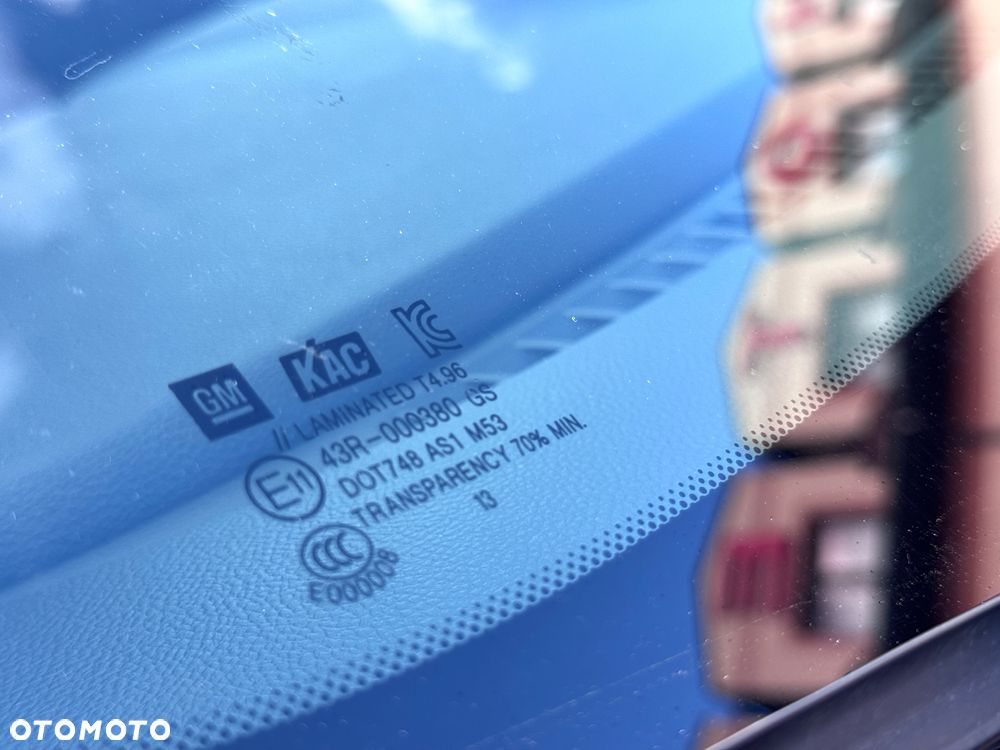 GM KAC
// LAMINATED T4.96
43R-000380 GS
E11
DOT748 AS1 M53
TRANSPARENCY 70% MIN.
13
CCC
E000008
OTOMOTO